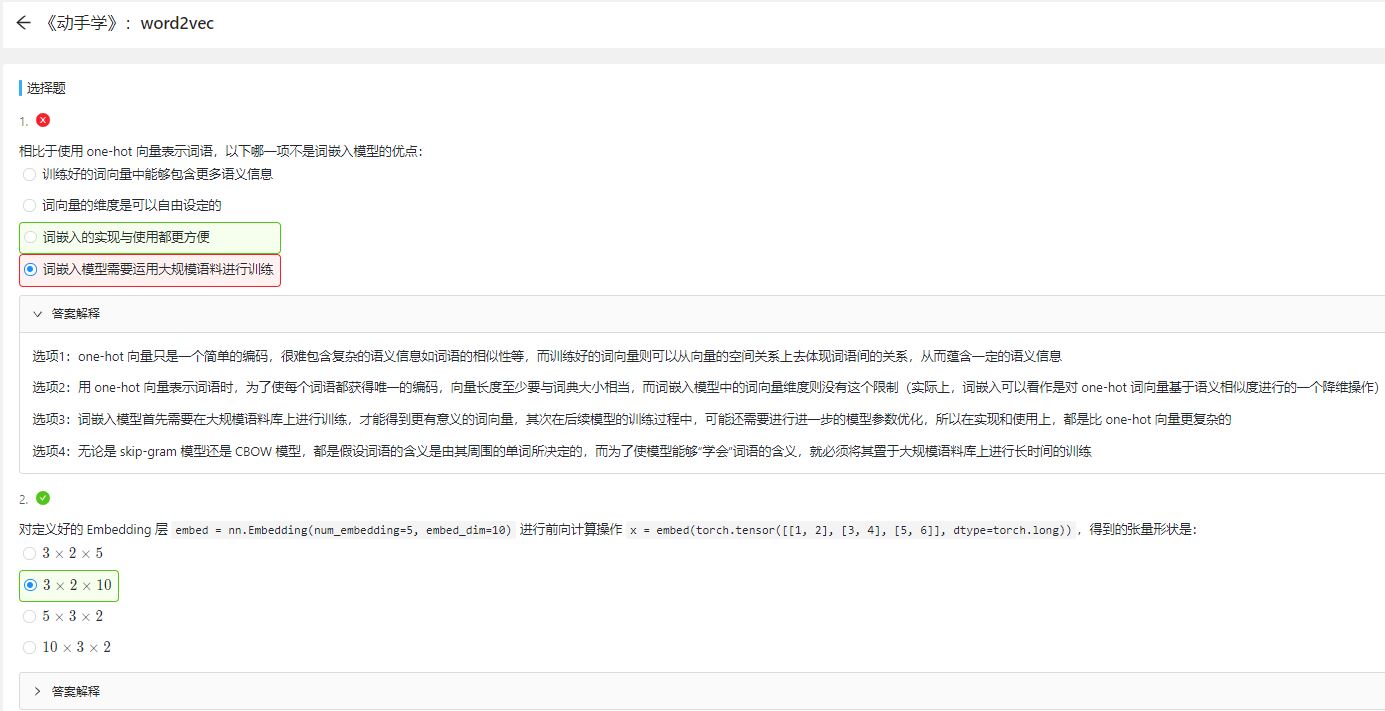 《动手学》：word2vec
选择题
1.
相比于使用 one-hot 向量表示词语，以下哪一项不是词嵌入模型的优点：
训练好的词向量中能够包含更多语义信息
词向量的维度是可以自由设定的
词嵌入的实现与使用都更方便
词嵌入模型需要运用大规模语料进行训练
答案解释
选项1：one-hot 向量只是一个简单的编码，很难包含复杂的语义信息如词语的相似性等，而训练好的词向量则可以从向量的空间关系上去体现词语间的关系，从而蕴含一定的语义信息
选项2：用 one-hot 向量表示词语时，为了使每个词语都获得唯一的编码，向量长度至少要与词典大小相当，而词嵌入模型中的词向量维度则没有这个限制（实际上，词嵌入可以看作是对 one-hot 词向量基于语义相似度进行的一个降维操作）
选项3：词嵌入模型首先需要在大规模语料库上进行训练，才能得到更有意义的词向量，其次在后续模型的训练过程中，可能还需要进行进一步的模型参数优化，所以在实现和使用上，都是比 one-hot 向量更复杂的
选项4：无论是 skip-gram 模型还是 CBOW 模型，都是假设词语的含义是由其周围的单词所决定的，而为了使模型能够“学会”词语的含义，就必须将其置于大规模语料库上进行长时间的训练
2.
对定义好的 Embedding 层 embed = nn.Embedding(num_embedding=5, embed_dim=10) 进行前向计算操作 x = embed(torch.tensor([[1, 2], [3, 4], [5, 6]], dtype=torch.long)) ，得到的张量形状是：
3 × 2 × 5
3 × 2 × 10
5 × 3 × 2
10 × 3 × 2
答案解释